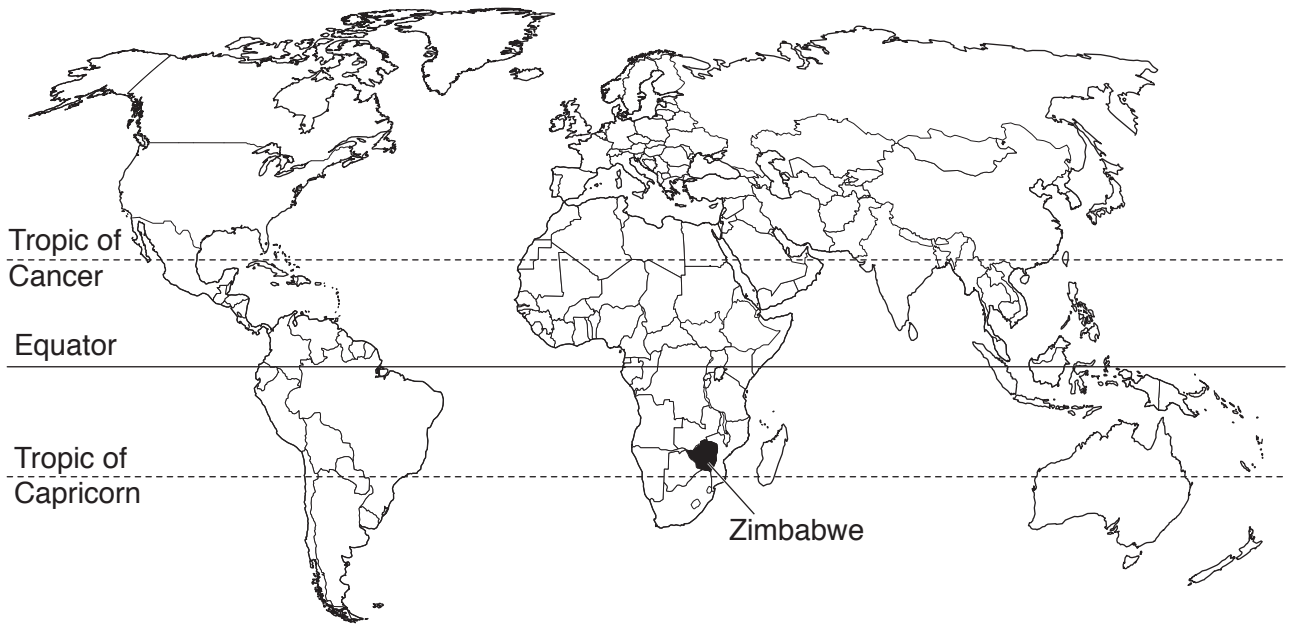 Tropic of
Cancer
Equator
Tropic of
Capricorn
Zimbabwe